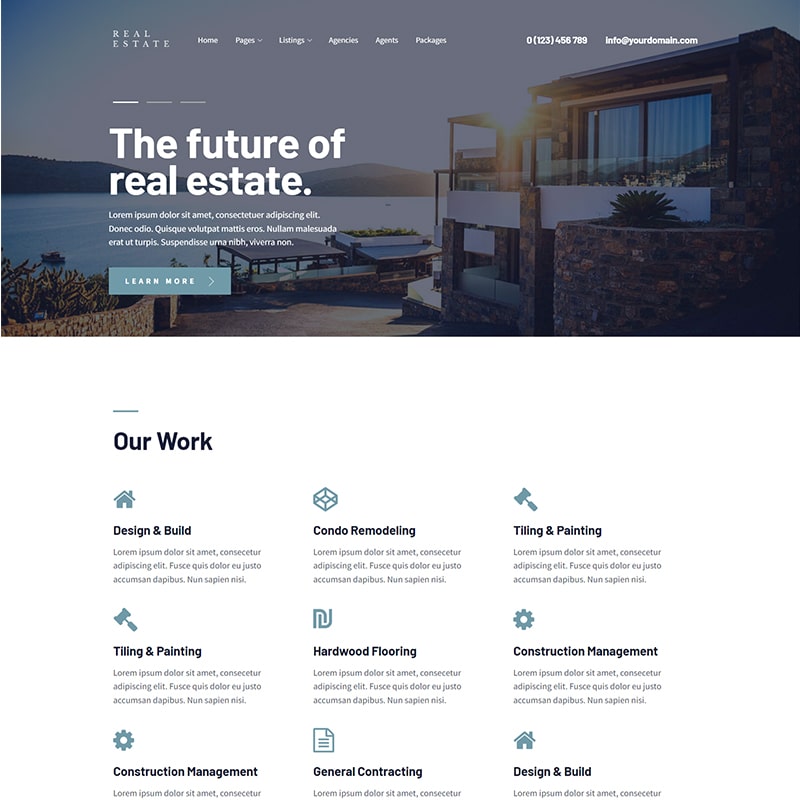 REAL
ESTATE
Home Pages Listings Agencies Agents Packages 0 (123) 456 789 info@yourdomain.com
The future of
real estate.
Lorem ipsum dolor sit amet, consectetuer adipiscing elit.
Donec odio. Quisque volutpat mattis eros. Nullam malesuada
erat ut turpis. Suspendisse urna nibh, viverra non.
LEARN MORE
Our Work
Design & Build
Lorem ipsum dolor sit amet, consectetur
adipiscing elit. Fusce quis dolor eu justo
accumsan dapibus. Nun sapien nisi.
Condo Remodeling
Lorem ipsum dolor sit amet, consectetur
adipiscing elit. Fusce quis dolor eu justo
accumsan dapibus. Nun sapien nisi.
Tiling & Painting
Lorem ipsum dolor sit amet, consectetur
adipiscing elit. Fusce quis dolor eu justo
accumsan dapibus. Nun sapien nisi.
Tiling & Painting
Lorem ipsum dolor sit amet, consectetur
adipiscing elit. Fusce quis dolor eu justo
accumsan dapibus. Nun sapien nisi.
Hardwood Flooring
Lorem ipsum dolor sit amet, consectetur
adipiscing elit. Fusce quis dolor eu justo
accumsan dapibus. Nun sapien nisi.
Construction Management
Lorem ipsum dolor sit amet, consectetur
adipiscing elit. Fusce quis dolor eu justo
accumsan dapibus. Nun sapien nisi.
Construction Management
Lorem ipsum dolor sit amet, consectetur
General Contracting
Lorem ipsum dolor sit amet, consectetur
Design & Build
Lorem ipsum dolor sit amet, consectetur